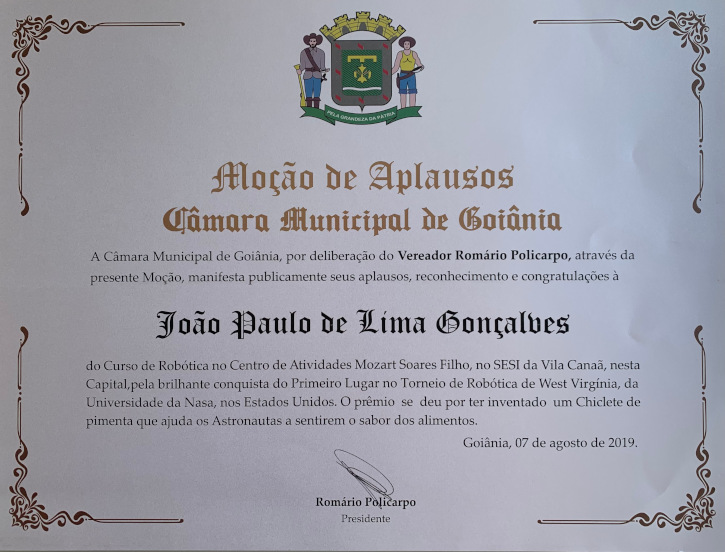 PELA GRANDEZA DA PÁTRIA
Moção de Aplausos
Câmara Municipal de Goiânia
A Câmara Municipal de Goiânia, por deliberação do Vereador Romário Policarpo, através da
presente Moção, manifesta publicamente seus aplausos, reconhecimento e congratulações à
João Paulo de Lima Gonçalves
do Curso de Robótica no Centro de Atividades Mozart Soares Filho, no SESI da Vila Canaã, nesta
Capital,pela brilhante conquista do Primeiro Lugar no Torneio de Robótica de West Virgínia, da
Universidade da Nasa, nos Estados Unidos. O prêmio se deu por ter inventado um Chiclete de
pimenta que ajuda os Astronautas a sentirem o sabor dos alimentos.
Goiânia, 07 de agosto de 2019.
Romário Policarpo
Presidente